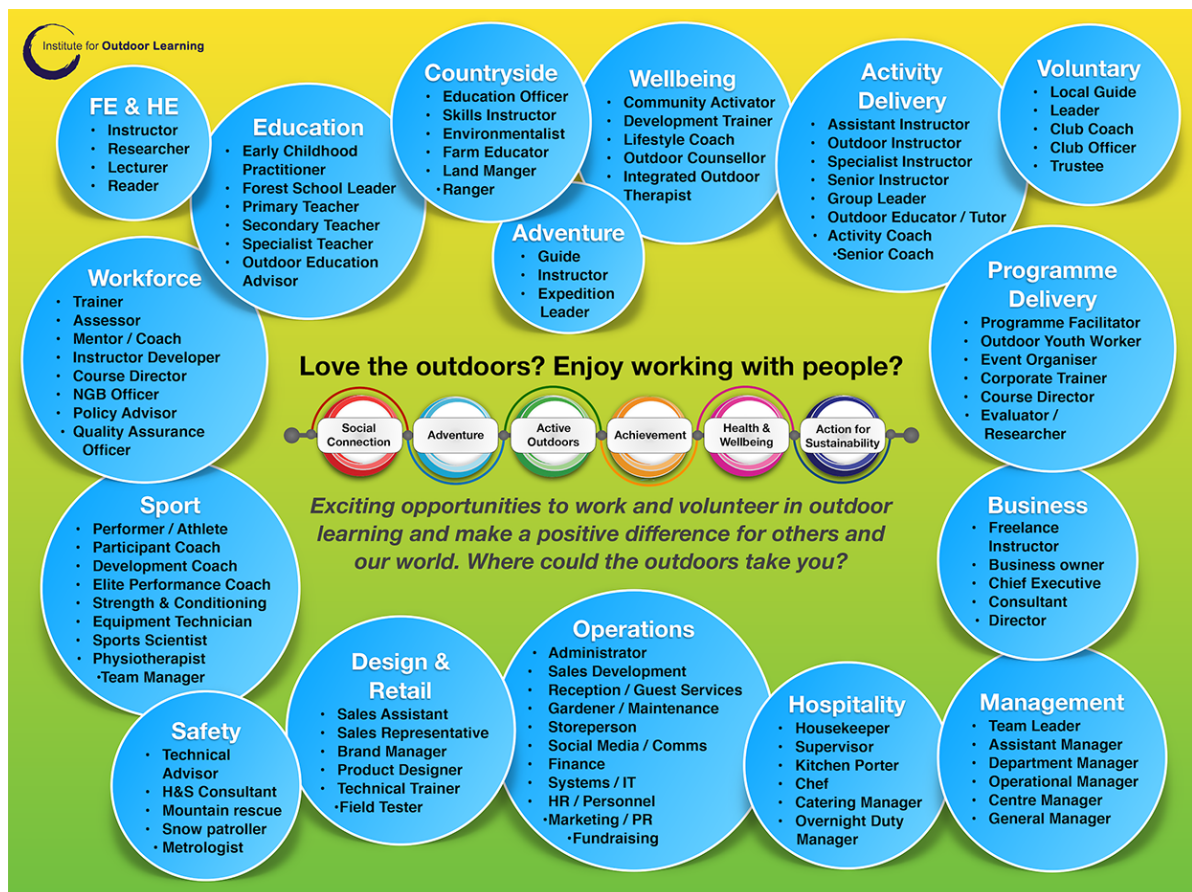 Institute for Outdoor Learning
FE & HE
• Instructor
• Researcher
• Lecturer
• Reader
Education
• Early Childhood
Practitioner
• Forest School Leader
• Primary Teacher
• Secondary Teacher
• Specialist Teacher
• Outdoor Education
Advisor
Countryside
• Education Officer
• Skills Instructor
• Environmentalist
• Farm Educator
• Land Manger
•Ranger
Wellbeing
• Community Activator
• Development Trainer
• Lifestyle Coach
• Outdoor Counsellor
• Integrated Outdoor
Therapist
Activity
Delivery
• Assistant Instructor
• Outdoor Instructor
• Specialist Instructor
• Senior Instructor
• Group Leader
• Outdoor Educator / Tutor
• Activity Coach
•Senior Coach
Voluntary
• Local Guide
• Leader
• Club Coach
• Club Officer
• Trustee
Adventure
• Guide
• Instructor
• Expedition
Leader
Workforce
• Trainer
• Assessor
• Mentor / Coach
• Instructor Developer
• Course Director
• NGB Officer
• Policy Advisor
• Quality Assurance
Officer
Programme
Delivery
• Programme Facilitator
• Outdoor Youth Worker
• Event Organiser
• Corporate Trainer
• Course Director
• Evaluator /
Researcher
Love the outdoors? Enjoy working with people?
Social
Connection
Adventure
Active
Outdoors
Achievement
Health &
Wellbeing
Action for
Sustainability
Exciting opportunities to work and volunteer in outdoor
learning and make a positive difference for others and
our world. Where could the outdoors take you?
Sport
• Performer / Athlete
• Participant Coach
• Development Coach
• Elite Performance Coach
• Strength & Conditioning
• Equipment Technician
• Sports Scientist
• Physiotherapist
•Team Manager
Business
• Freelance
Instructor
• Business owner
• Chief Executive
• Consultant
• Director
Safety
• Technical
Advisor
• H&S Consultant
• Mountain rescue
• Snow patroller
• Metrologist
Design &
Retail
• Sales Assistant
• Sales Representative
• Brand Manager
• Product Designer
• Technical Trainer
•Field Tester
Operations
• Administrator
• Sales Development
• Reception / Guest Services
• Gardener / Maintenance
• Storeperson
• Social Media / Comms
• Finance
• Systems / IT
• HR / Personnel
•Marketing / PR
•Fundraising
Hospitality
• Housekeeper
• Supervisor
• Kitchen Porter
• Chef
• Catering Manager
• Overnight Duty
Manager
Management
• Team Leader
• Assistant Manager
• Department Manager
• Operational Manager
• Centre Manager
• General Manager